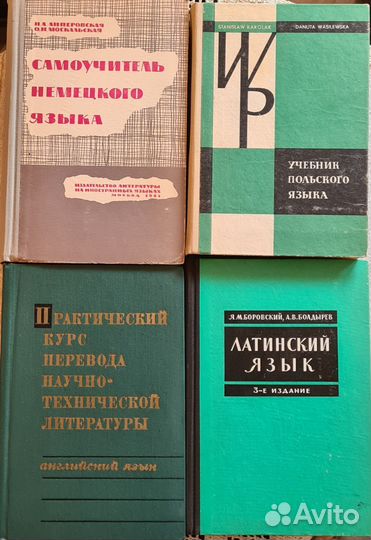 И.А. ЛИПЕРОВСКАЯ
О.И. МОСКАЛЬСКАЯ
САМОУЧИТЕЛЬ
НЕМЕЦКОГО
ЯЗЫКА
ИЗДАТЕЛЬСТВО ЛИТЕРАТУРЫ
НА ИНОСТРАННЫХ ЯЗЫКАХ
МОСКВА
STANISŁAW KAROLAK
DANUTA WASILEWSKA
WP
УЧЕБНИК
ПОЛЬСКОГО
ЯЗЫКА
ПРАКТИЧЕСКИЙ
КУРС
ПЕРЕВОДА
НАУЧНО-
ТЕХНИЧЕСКОЙ
ЛИТЕРАТУРЫ
английский язык
Я.М.БОРОВСКИЙ, А.В.БОЛДЫРЕВ
ЛАТИНСКИЙ
ЯЗЫК
3-е ИЗДАНИЕ
Avito